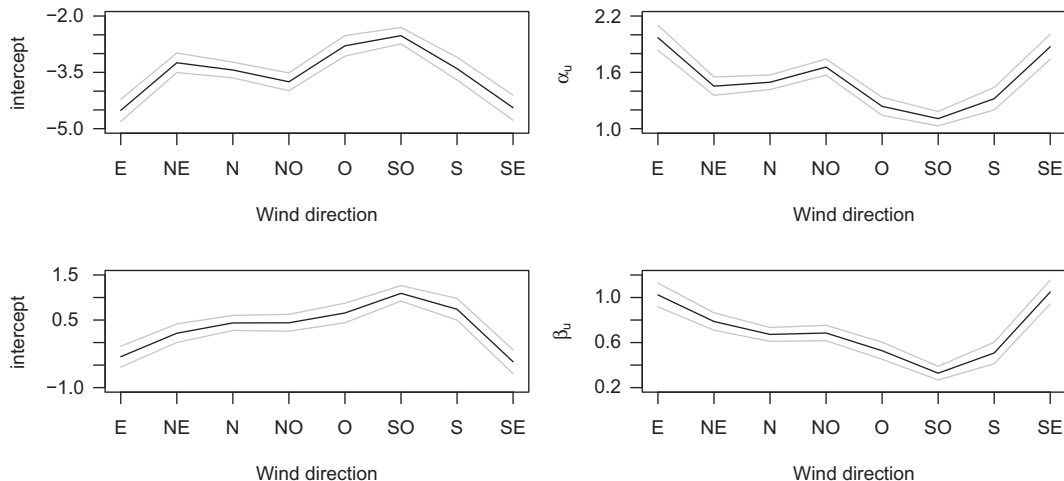 intercept
−2.0
−3.5
−5.0
E NE N NO O SO S SE
Wind direction
α_u
2.2
1.6
1.0
E NE N NO O SO S SE
Wind direction
intercept
1.5
0.5
−1.0
E NE N NO O SO S SE
Wind direction
β_u
1.0
0.6
0.2
E NE N NO O SO S SE
Wind direction